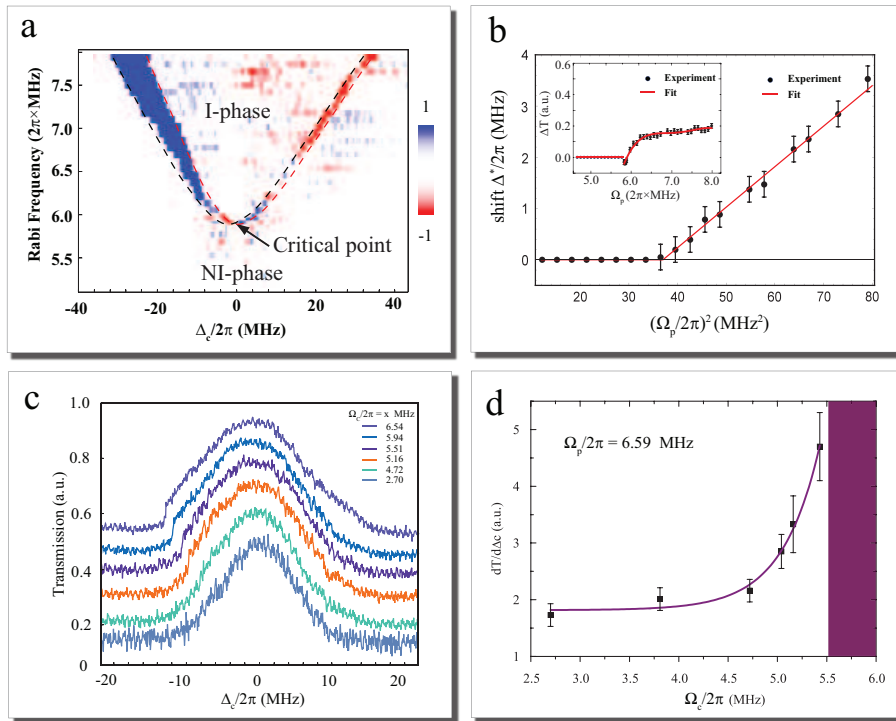 a
Rabi Frequency (2π×MHz)
7.5
7.0
6.5
6.0
5.5
I-phase
Critical point
NI-phase
1
-1
-40 -20 0 20 40
Δc/2π (MHz)
b
shift Δ*/2π (MHz)
4
3
2
1
0
Experiment
Fit
ΔT (a.u.)
0.6
0.4
0.2
0.0
Experiment
Fit
5.0 6.0 7.0 8.0
Ωp (2π×MHz)
20 30 40 50 60 70 80
(Ωp/2π)² (MHz²)
c
Transmission (a.u.)
1.0
0.8
0.6
0.4
0.2
0
Ωc/2π = x MHz
6.54
5.94
5.51
5.16
4.72
2.70
-20 -10 0 10 20
Δc/2π (MHz)
d
dT/dΔc (a.u.)
5
4
3
2
1
Ωp/2π = 6.59 MHz
2.5 3.0 3.5 4.0 4.5 5.0 5.5 6.0
Ωc/2π (MHz)